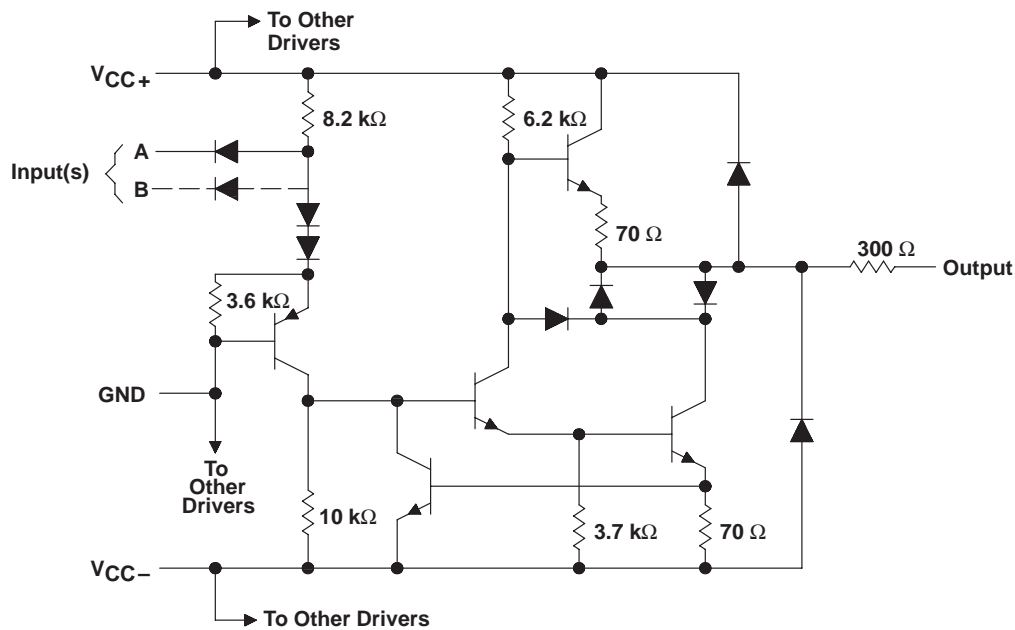 To Other
Drivers
VCC+
8.2 kΩ
6.2 kΩ
A
Input(s)
B
70 Ω
300 Ω
Output
3.6 kΩ
GND
To
Other
Drivers
10 kΩ
3.7 kΩ
70 Ω
VCC−
To Other Drivers